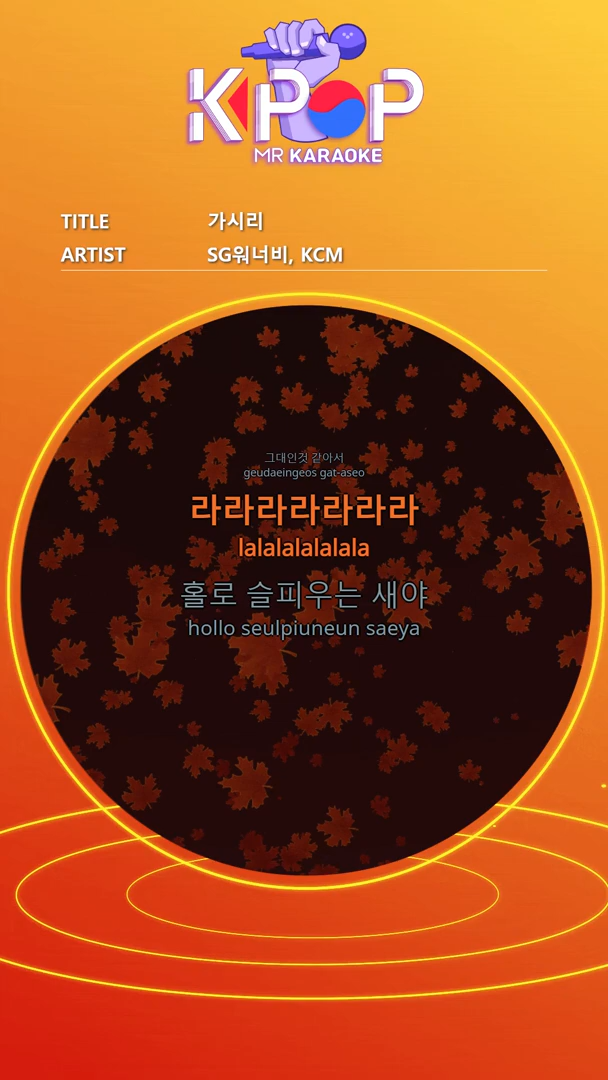 KPOP
MR KARAOKE
TITLE 가시리
ARTIST SG워너비, KCM
그대인것 같아서
geudaeingeos gat-aseo
라라라라라라라
lalalalalalala
홀로 슬피우는 새야
hollo seulpiuneun saeya